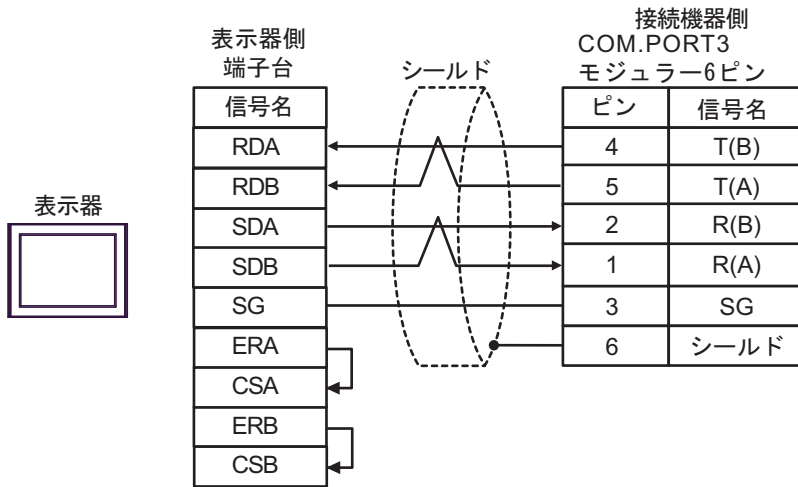 表示器
表示器側
端子台
信号名
RDA
RDB
SDA
SDB
SG
ERA
CSA
ERB
CSB
シールド
接続機器側
COM.PORT3
モジュラー6ピン
ピン 信号名
4 T(B)
5 T(A)
2 R(B)
1 R(A)
3 SG
6 シールド